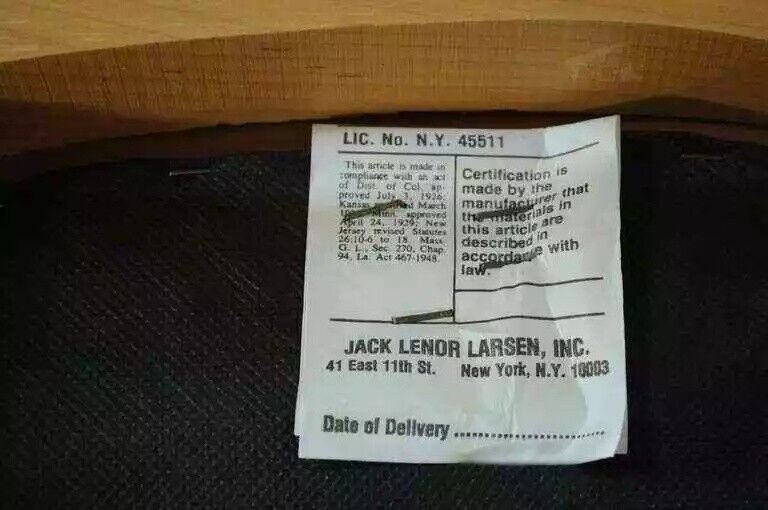 LIC. No. N.Y. 45511
This article is made in
compliance with an act
of Dist. of Col. ap-
proved July 3, 1926;
Kansas March
Minn. approved
April 24, 1929; New
Jersey revised Statutes
26:10-6 to 18. Mass.
G. L., Sec. 270, Chap.
94, La. Act 467-1948.
Certification is
made by the
manufacturer that
the materials in
this article are
described in
accordance with
law.
JACK LENOR LARSEN, INC.
41 East 11th St. New York, N.Y. 10003
Date of Delivery ..............................